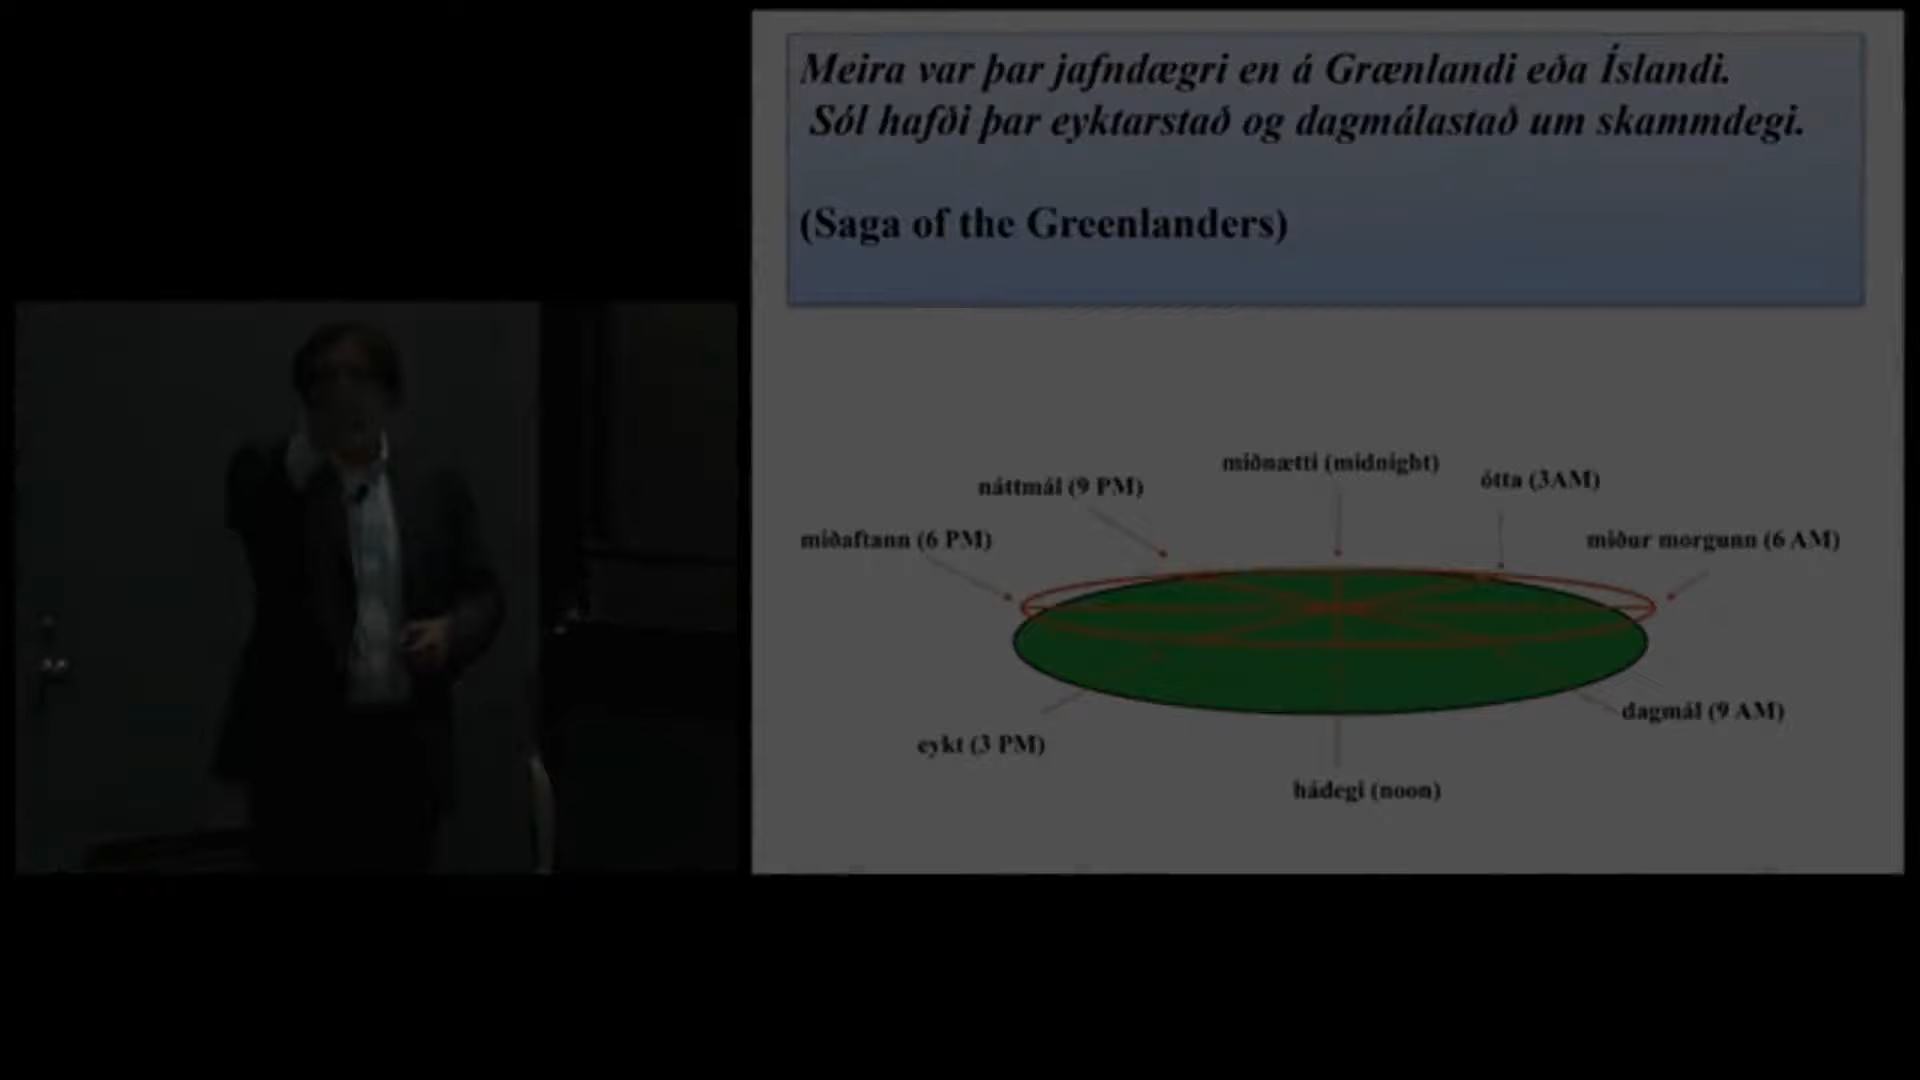 Meira var þar jafndægri en á Grænlandi eða Íslandi.
Sól hafði þar eyktarstað og dagmálastað um skammdegi.
(Saga of the Greenlanders)
miðnætti (midnight)
náttmál (9 PM)
ótta (3AM)
miðaftann (6 PM)
miður morgunn (6 AM)
dagmál (9 AM)
eykt (3 PM)
hádegi (noon)